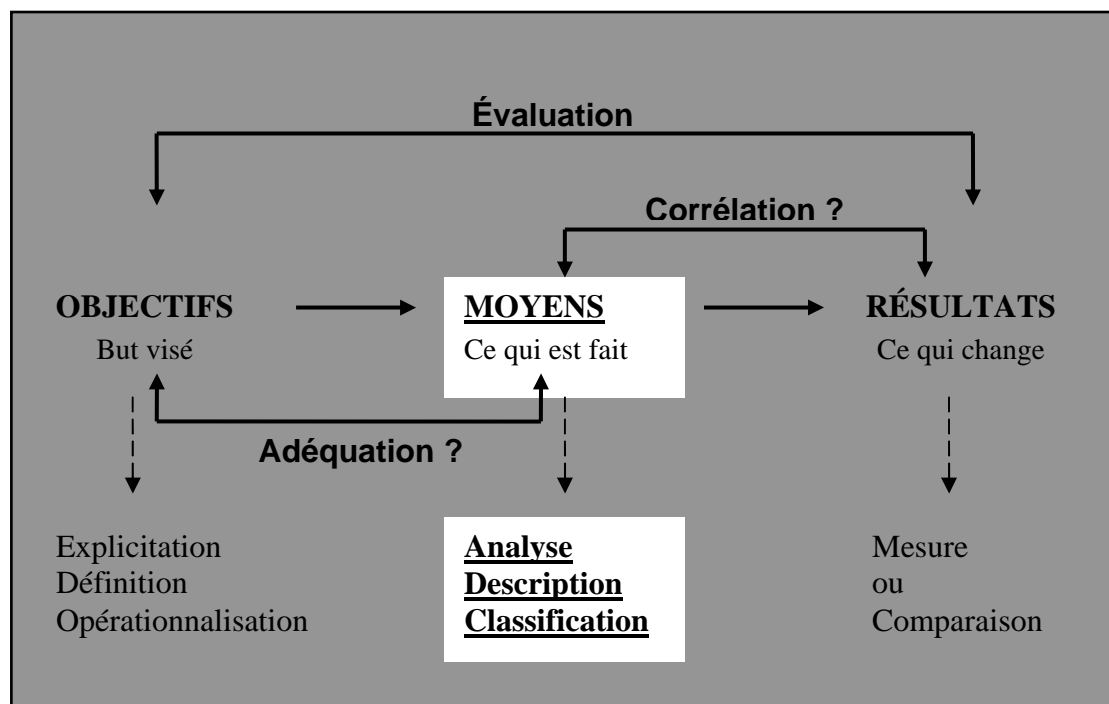 Évaluation
Corrélation ?
OBJECTIFS
But visé
MOYENS
Ce qui est fait
RÉSULTATS
Ce qui change
Adéquation ?
Explicitation
Définition
Opérationnalisation
Analyse
Description
Classification
Mesure
ou
Comparaison